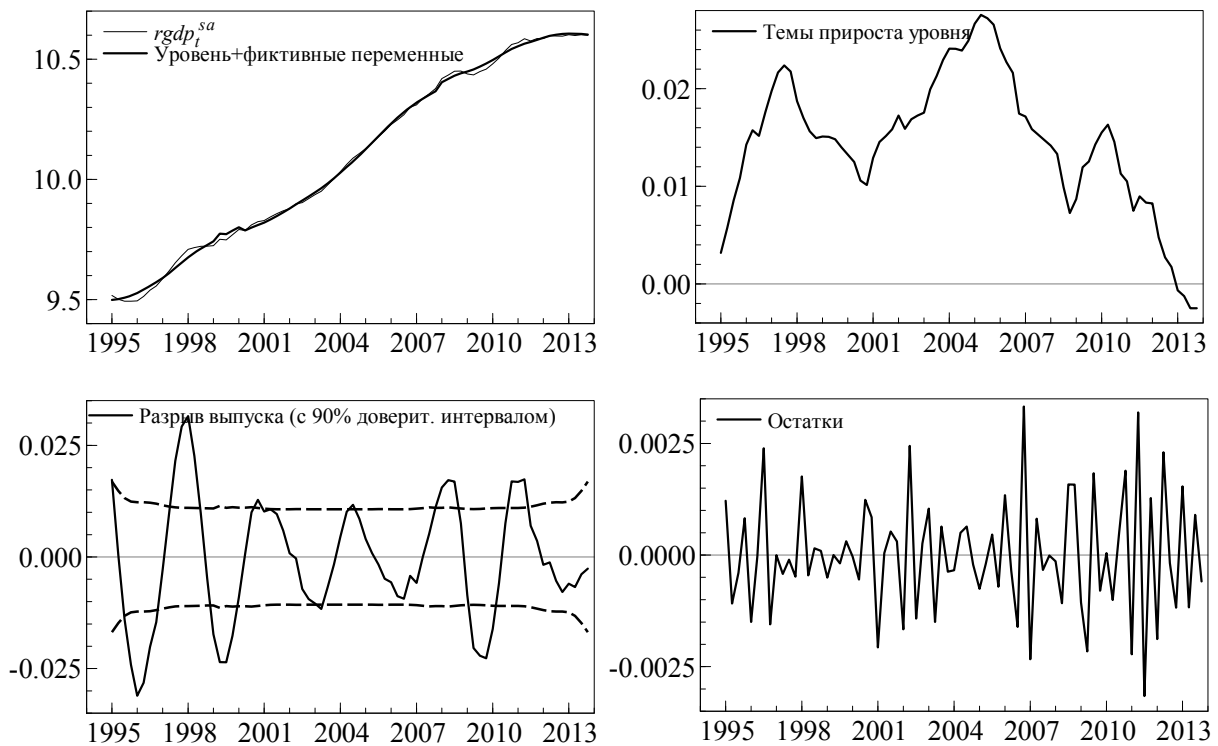 rgdp_t^sa
Уровень+фиктивные переменные
10.5
10.0
9.5
1995 1998 2001 2004 2007 2010 2013
Темы прироста уровня
0.02
0.01
0.00
1995 1998 2001 2004 2007 2010 2013
Разрыв выпуска (с 90% доверит. интервалом)
0.025
0.000
-0.025
1995 1998 2001 2004 2007 2010 2013
Остатки
0.0025
0.0000
-0.0025
1995 1998 2001 2004 2007 2010 2013